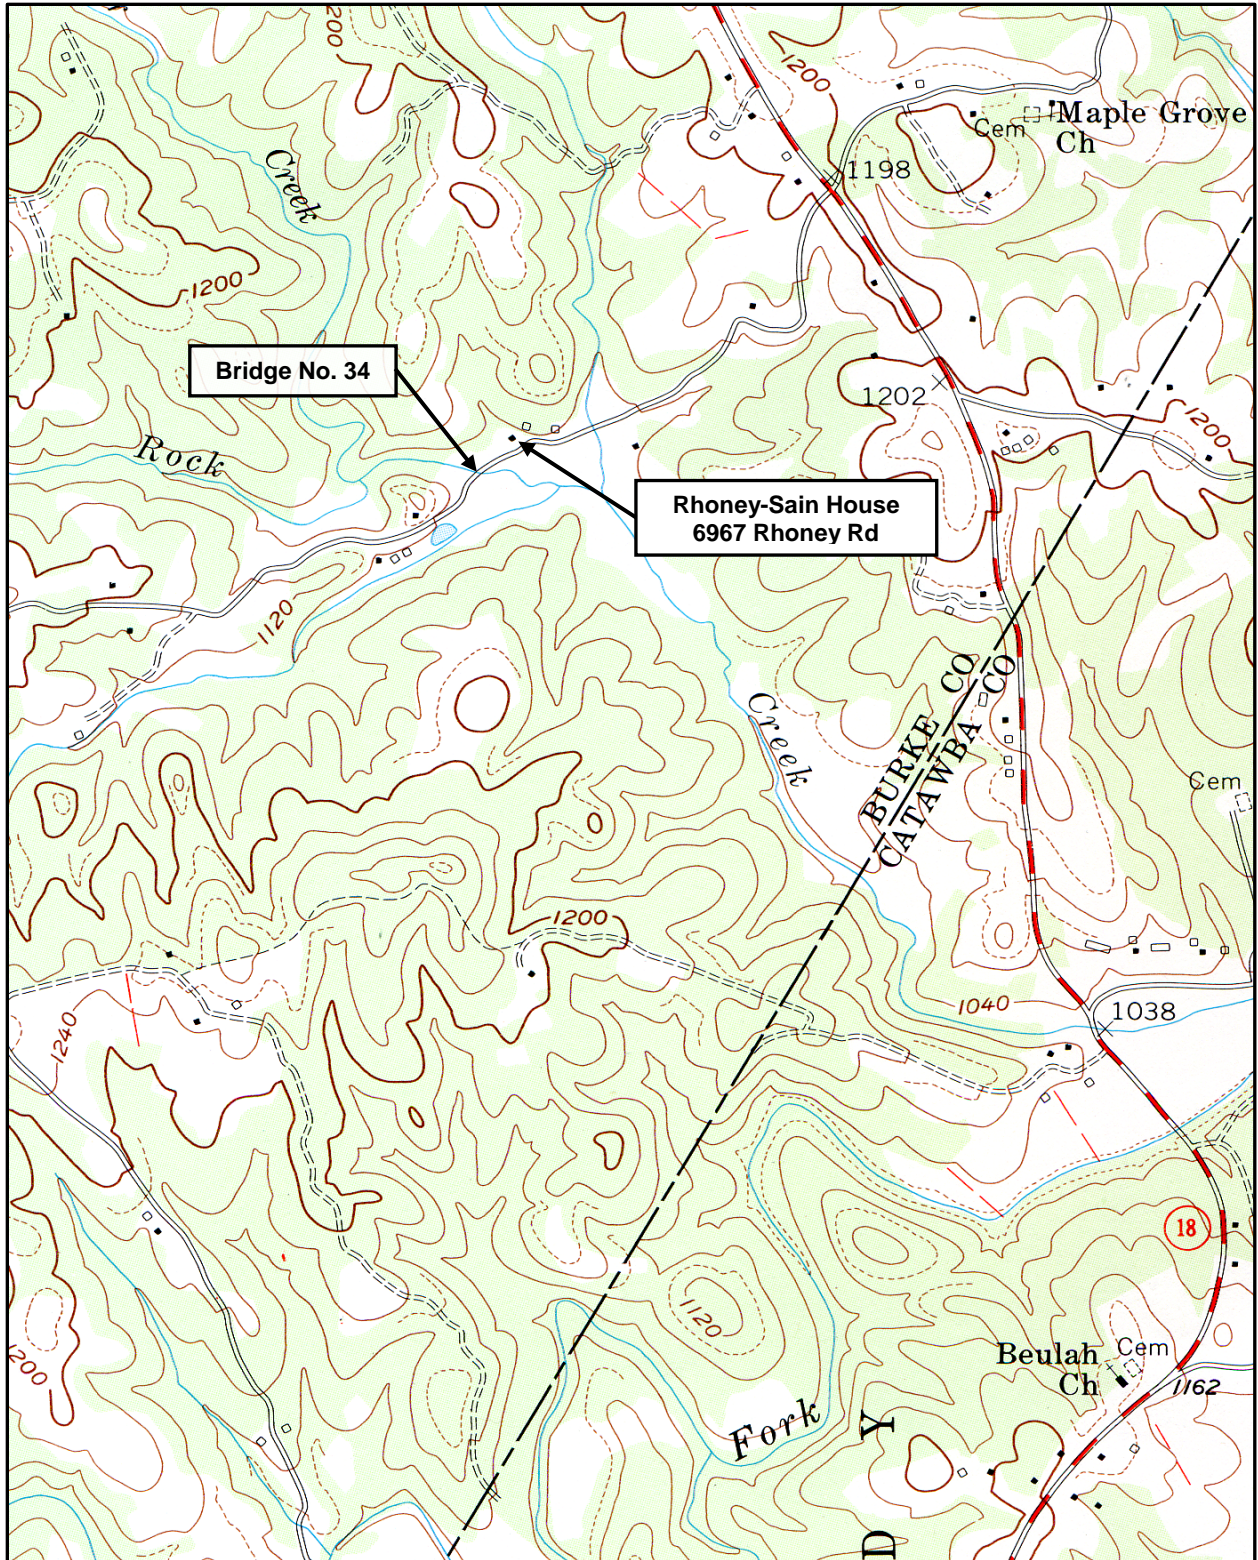 1200
1200
Maple Grove
Ch
Cem
1198
Creek
1200
Bridge No. 34
1202
1200
Rock
Rhoney-Sain House
6967 Rhoney Rd
1120
BURKE CO
CATAWBA CO
Creek
Cem
1200
1040
1038
1240
18
1120
1200
Beulah
Ch
Cem
1162
Fork
Y
D